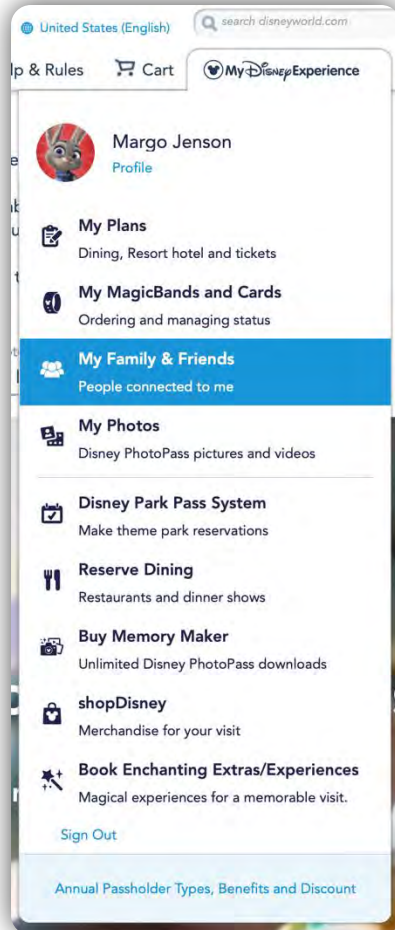 United States (English)
search disneyworld.com
lp & Rules
Cart
My Disney Experience
Margo Jenson
Profile
My Plans
Dining, Resort hotel and tickets
My MagicBands and Cards
Ordering and managing status
My Family & Friends
People connected to me
My Photos
Disney PhotoPass pictures and videos
Disney Park Pass System
Make theme park reservations
Reserve Dining
Restaurants and dinner shows
Buy Memory Maker
Unlimited Disney PhotoPass downloads
shopDisney
Merchandise for your visit
Book Enchanting Extras/Experiences
Magical experiences for a memorable visit.
Sign Out
Annual Passholder Types, Benefits and Discount